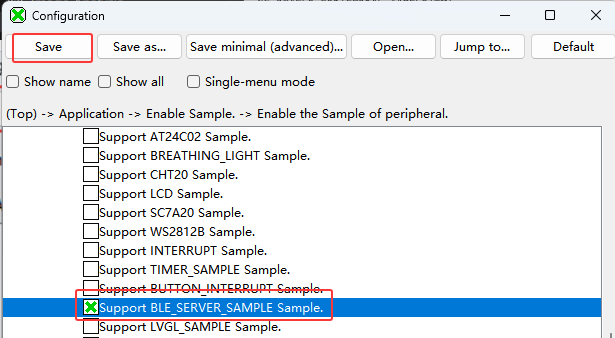 Configuration
Save
Save as...
Save minimal (advanced)...
Open...
Jump to...
Default
Show name
Show all
Single-menu mode
(Top) -> Application -> Enable Sample. -> Enable the Sample of peripheral.
Support AT24C02 Sample.
Support BREATHING_LIGHT Sample.
Support CHT20 Sample.
Support LCD Sample.
Support SC7A20 Sample.
Support WS2812B Sample.
Support INTERRUPT Sample.
Support TIMER_SAMPLE Sample.
Support BUTTON_INTERRUPT Sample.
Support BLE_SERVER_SAMPLE Sample.
Support LVGL_SAMPLE Sample.